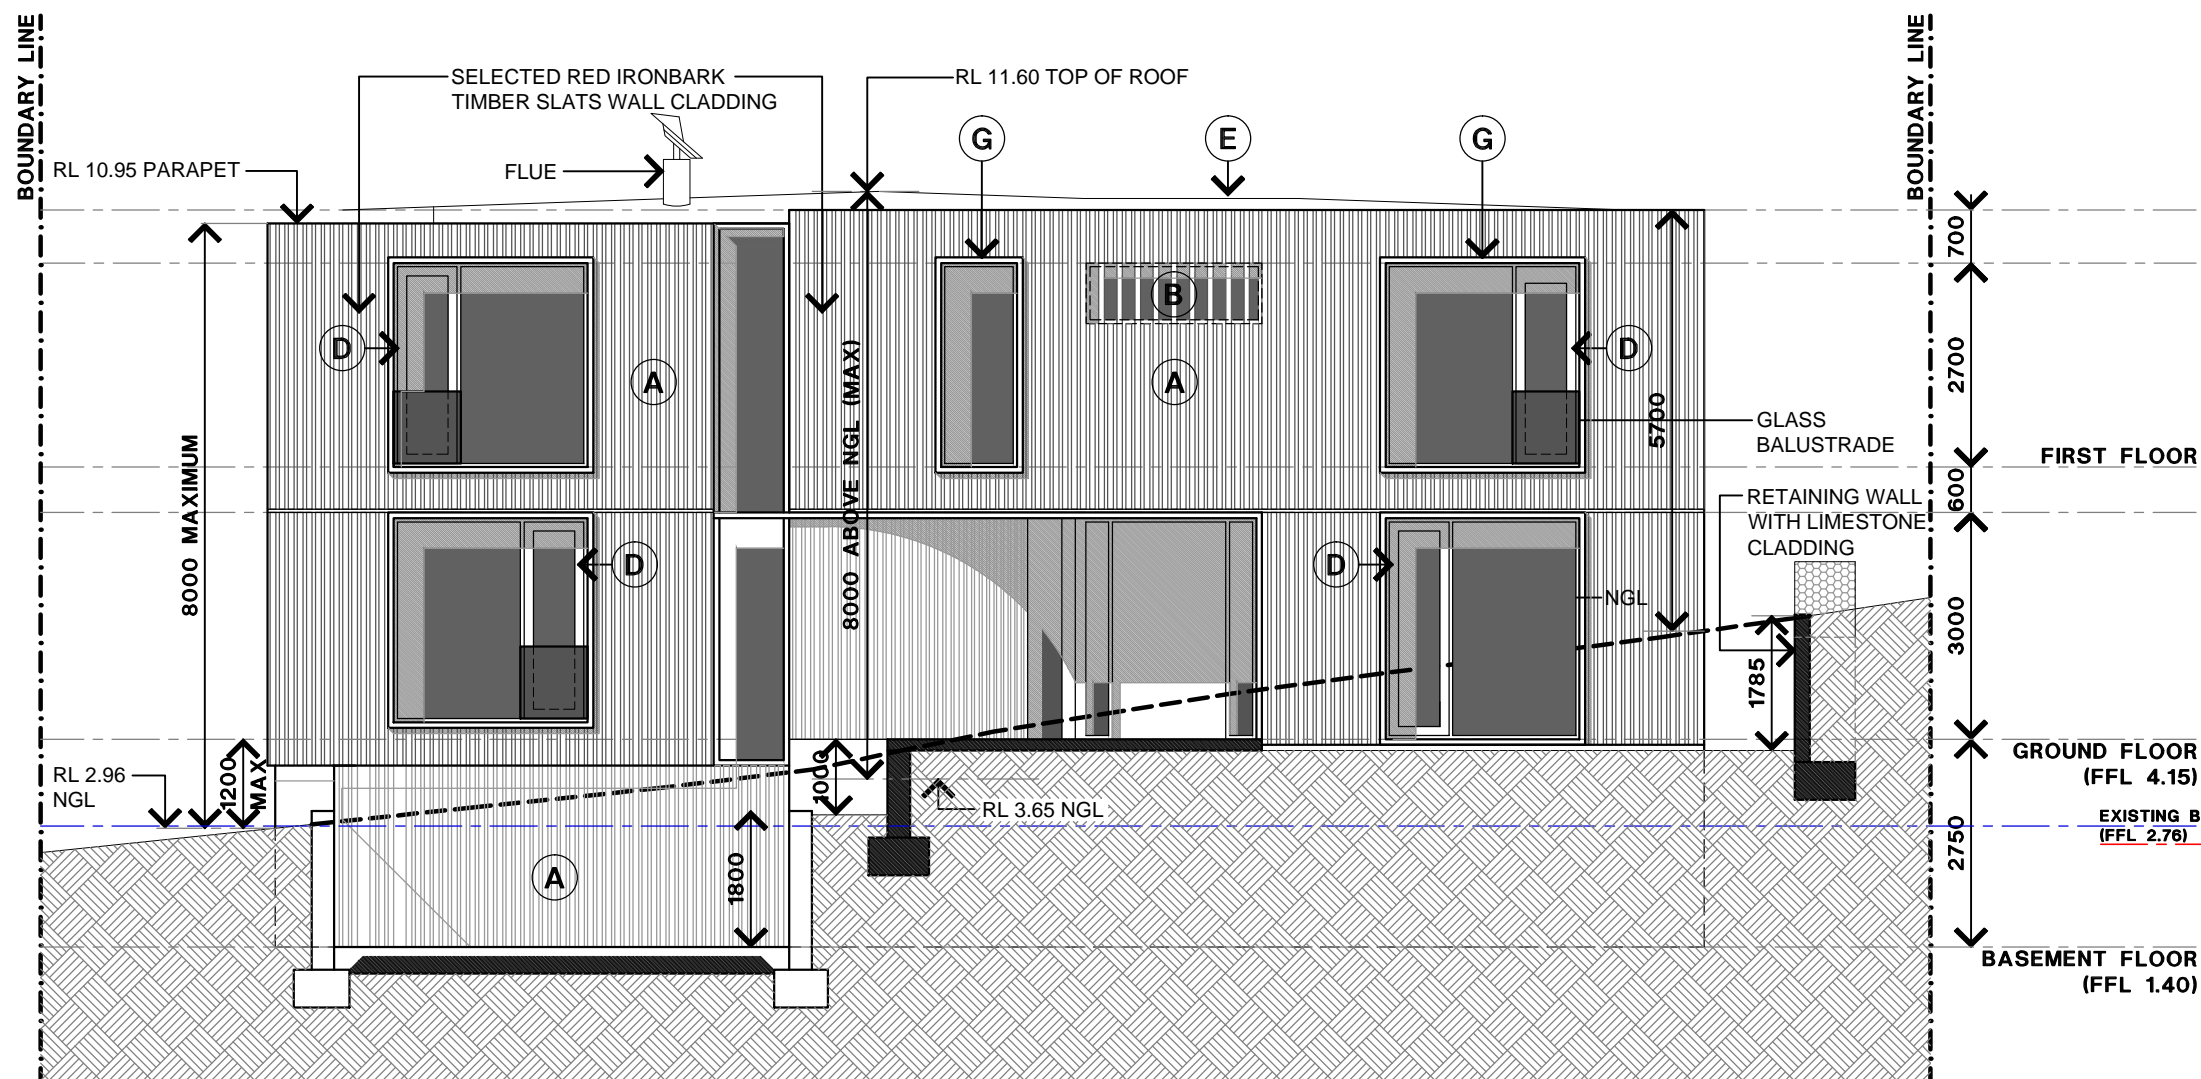 BOUNDARY LINE
BOUNDARY LINE
SELECTED RED IRONBARK
TIMBER SLATS WALL CLADDING
RL 11.60 TOP OF ROOF
FLUE
RL 10.95 PARAPET
G
E
G
700
B
D
A
A
D
2700
5700
GLASS
BALUSTRADE
8000 MAXIMUM
8000 ABOVE NGL (MAX)
FIRST FLOOR
600
RETAINING WALL
WITH LIMESTONE
CLADDING
D
D
NGL
3000
1785
GROUND FLOOR
(FFL 4.15)
1200
MAX
RL 2.96
NGL
1000
RL 3.65 NGL
EXISTING B
(FFL 2.76)
2750
A
1800
BASEMENT FLOOR
(FFL 1.40)